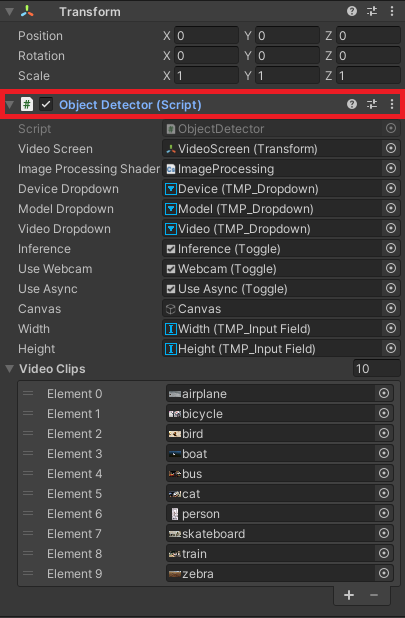 Transform
Position X 0 Y 0 Z 0
Rotation X 0 Y 0 Z 0
Scale X 1 Y 1 Z 1
# Object Detector (Script)
Script # ObjectDetector
Video Screen VideoScreen (Transform)
Image Processing Shader ImageProcessing
Device Dropdown Device (TMP_Dropdown)
Model Dropdown Model (TMP_Dropdown)
Video Dropdown Video (TMP_Dropdown)
Inference Inference (Toggle)
Use Webcam Webcam (Toggle)
Use Async Use Async (Toggle)
Canvas Canvas
Width Width (TMP_Input Field)
Height Height (TMP_Input Field)
Video Clips 10
Element 0 airplane
Element 1 bicycle
Element 2 bird
Element 3 boat
Element 4 bus
Element 5 cat
Element 6 person
Element 7 skateboard
Element 8 train
Element 9 zebra
+ −